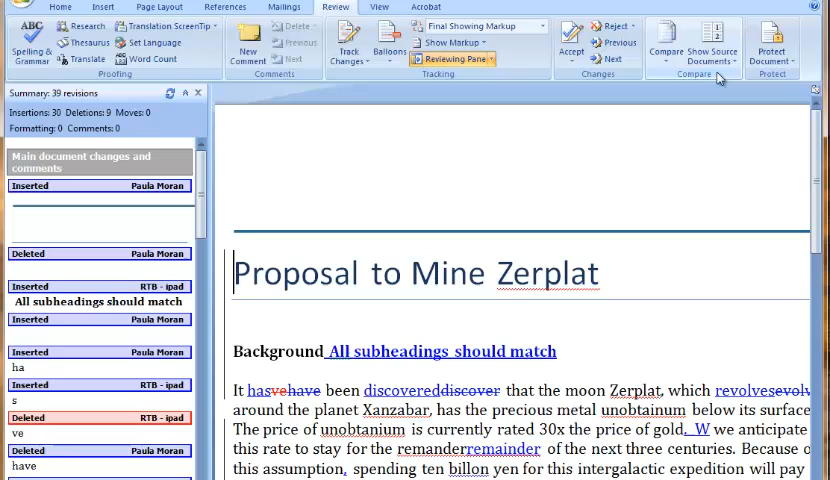 Home Insert Page Layout References Mailings Review View Acrobat
ABC
Spelling & Grammar
Research
Thesaurus
Translate
Translation ScreenTip
Set Language
Word Count
Proofing
New Comment
Delete
Previous
Next
Comments
Track Changes
Balloons
Final Showing Markup
Show Markup
Reviewing Pane
Tracking
Accept
Reject
Previous
Next
Changes
Compare
Show Source Documents
Compare
Protect Document
Protect
Summary: 39 revisions
Insertions: 30 Deletions: 9 Moves: 0
Formatting: 0 Comments: 0
Main document changes and
comments
Inserted Paula Moran
Deleted Paula Moran
Inserted RTB - ipad
All subheadings should match
Inserted Paula Moran
Inserted Paula Moran
ha
Inserted RTB - ipad
s
Deleted RTB - ipad
ve
Deleted Paula Moran
have
Proposal to Mine Zerplat
Background All subheadings should match
It hasvehave been discovereddiscover that the moon Zerplat, which revolvesevolv
around the planet Xanzabar, has the precious metal unobtainum below its surface
The price of unobtanium is currently rated 30x the price of gold. W we anticipate
this rate to stay for the remanderremainder of the next three centuries. Because o
this assumption, spending ten billon yen for this intergalactic expedition will pay